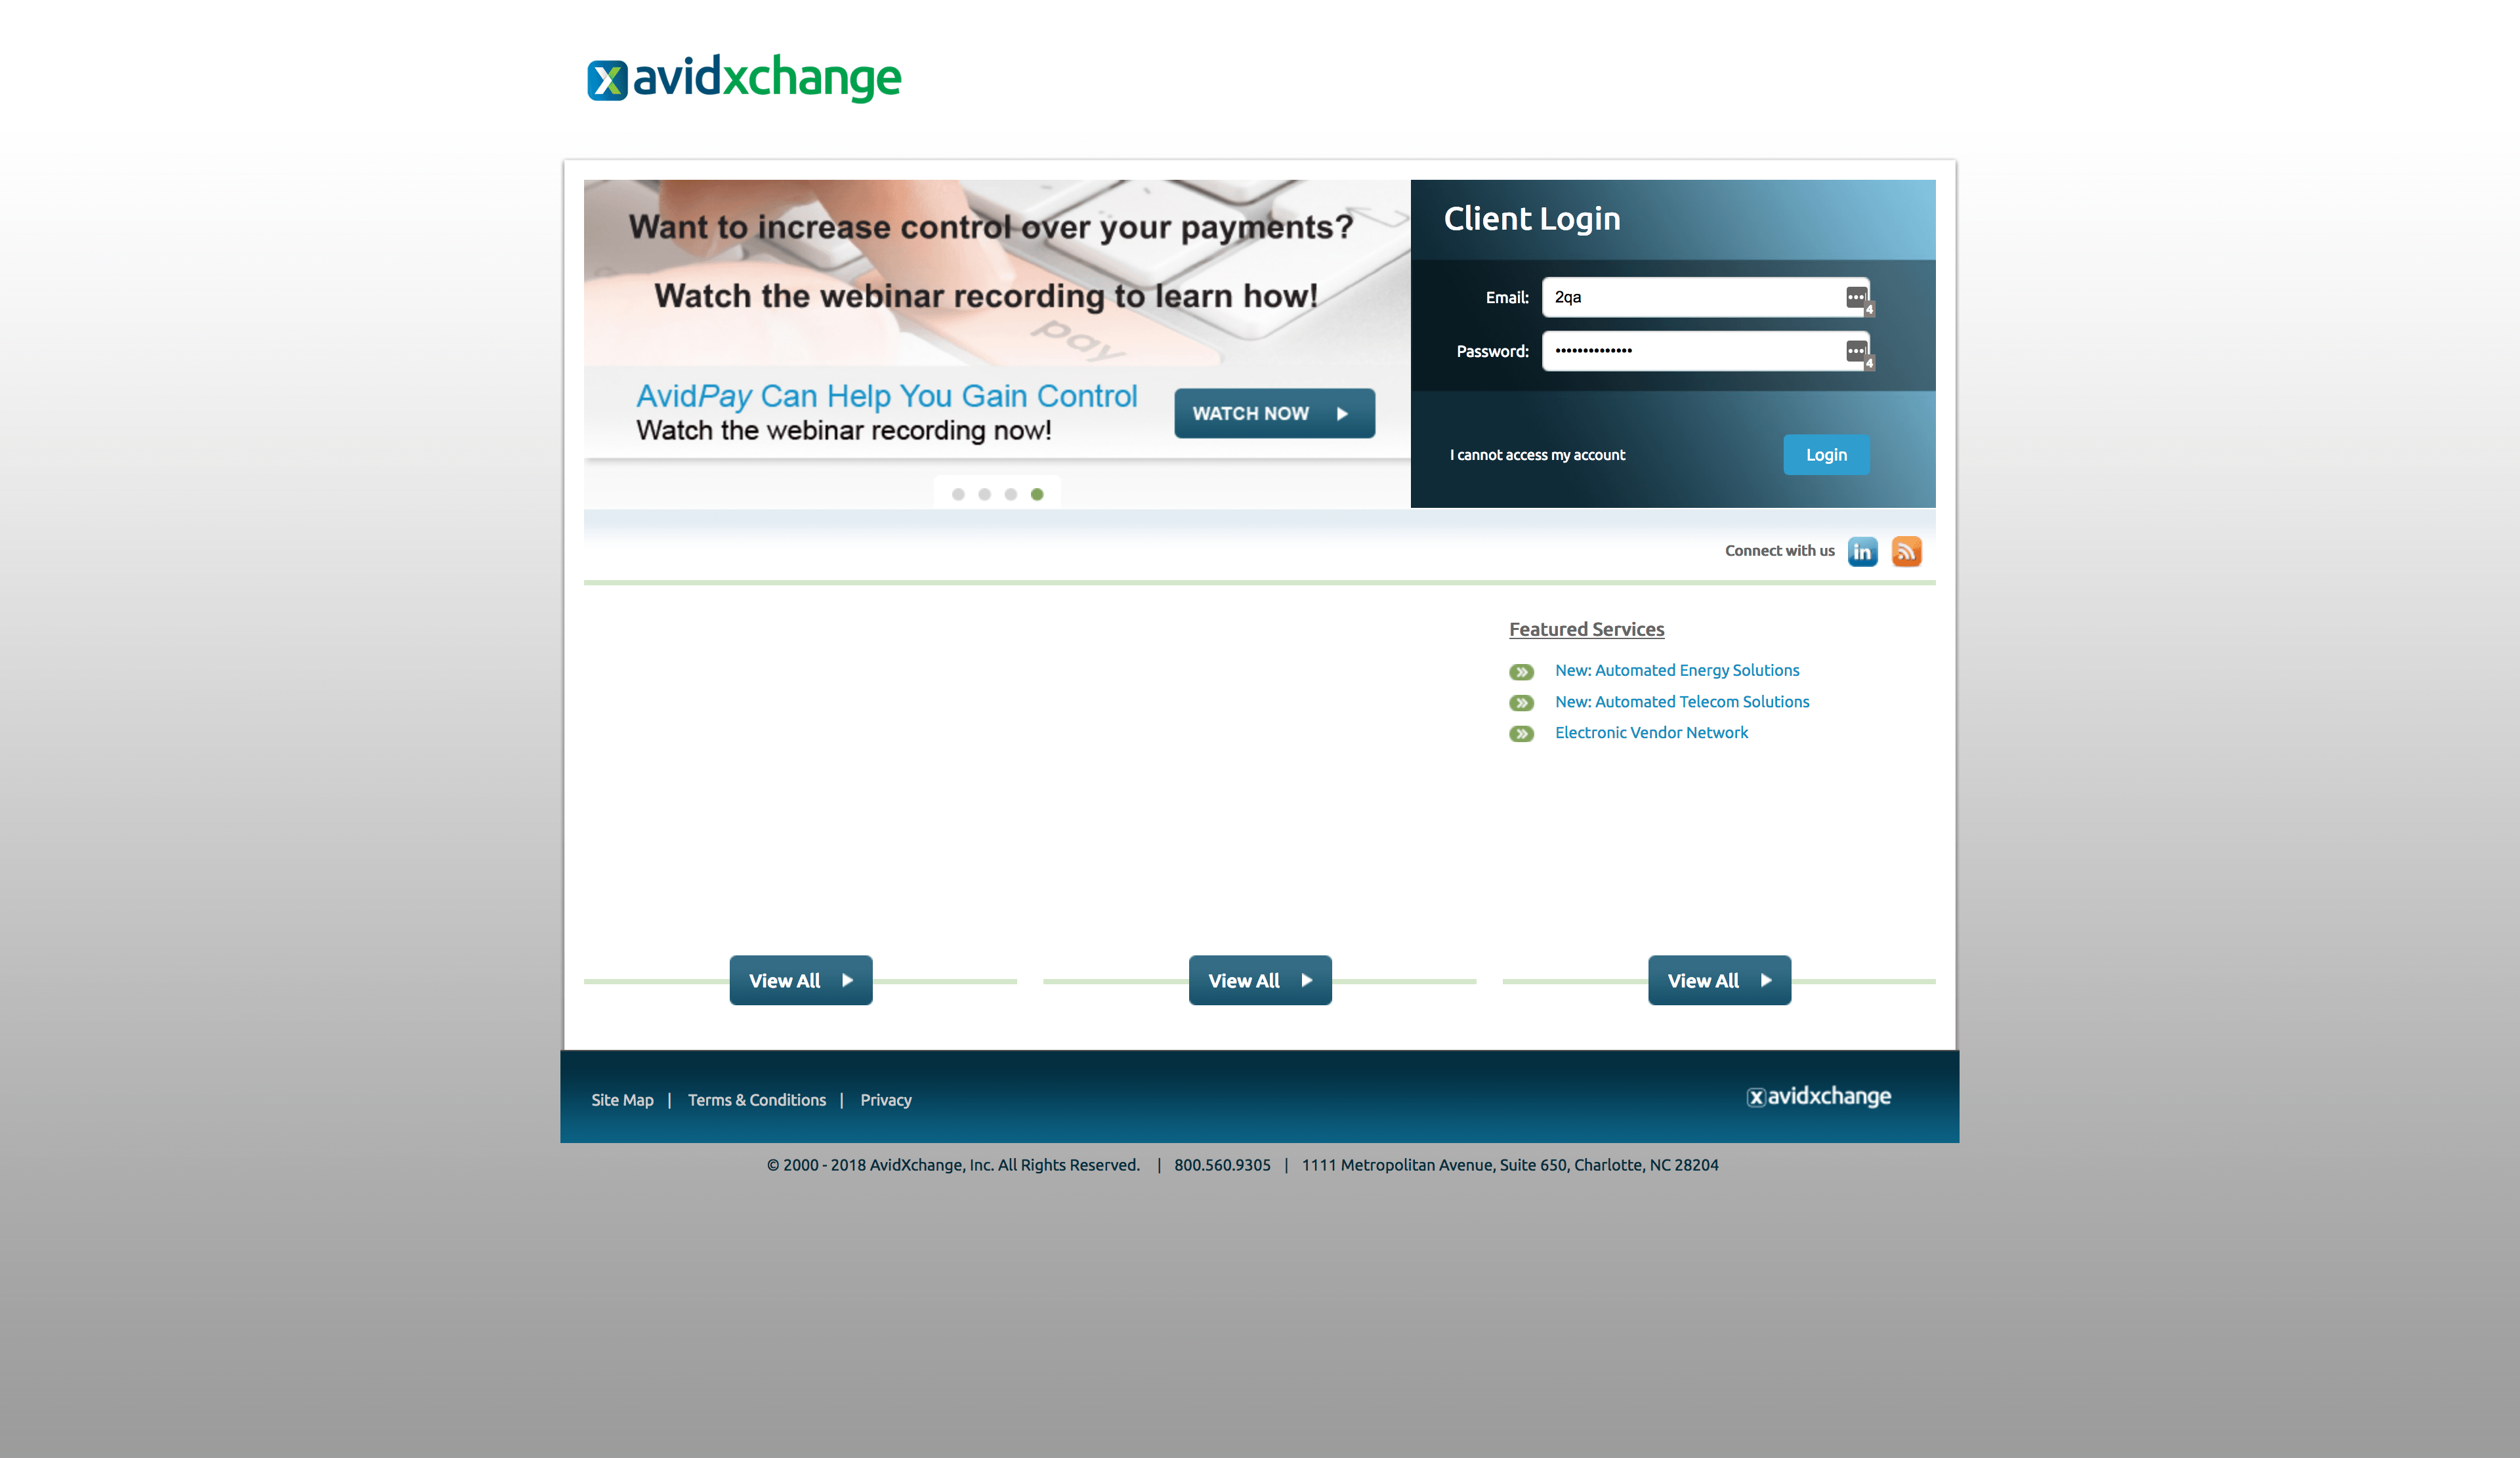 avidxchange
Want to increase control over your payments?
Watch the webinar recording to learn how!
pay
AvidPay Can Help You Gain Control
Watch the webinar recording now!
WATCH NOW
Client Login
Email: 2qa
4
Password: ••••••••••••••
4
I cannot access my account
Login
Connect with us
in
Featured Services
New: Automated Energy Solutions
New: Automated Telecom Solutions
Electronic Vendor Network
View All
View All
View All
Site Map | Terms & Conditions | Privacy
avidxchange
© 2000 - 2018 AvidXchange, Inc. All Rights Reserved. | 800.560.9305 | 1111 Metropolitan Avenue, Suite 650, Charlotte, NC 28204